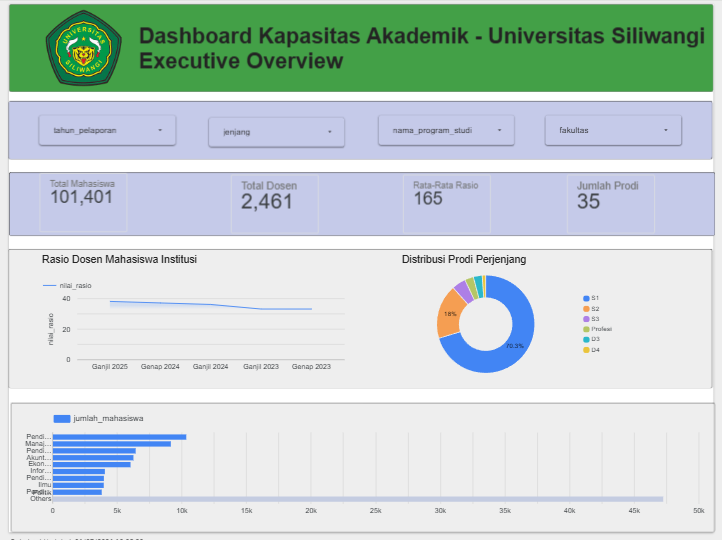 UNIVERSITAS
SILIWANGI
Dashboard Kapasitas Akademik - Universitas Siliwangi
Executive Overview
tahun_pelaporan
jenjang
nama_program_studi
fakultas
Total Mahasiswa
101,401
Total Dosen
2,461
Rata-Rata Rasio
165
Jumlah Prodi
35
Rasio Dosen Mahasiswa Institusi
nilai_rasio
nilai_rasio
40
20
0
Ganjil 2025 Genap 2024 Ganjil 2024 Ganjil 2023 Genap 2023
Distribusi Prodi Perjenjang
18%
70.3%
S1
S2
S3
Profesi
D3
D4
jumlah_mahasiswa
Pendi...
Manaj...
Pendi...
Akunt...
Ekon...
Infor...
Pendi...
Ilmu
Others
0 5k 10k 15k 20k 25k 30k 35k 40k 45k 50k